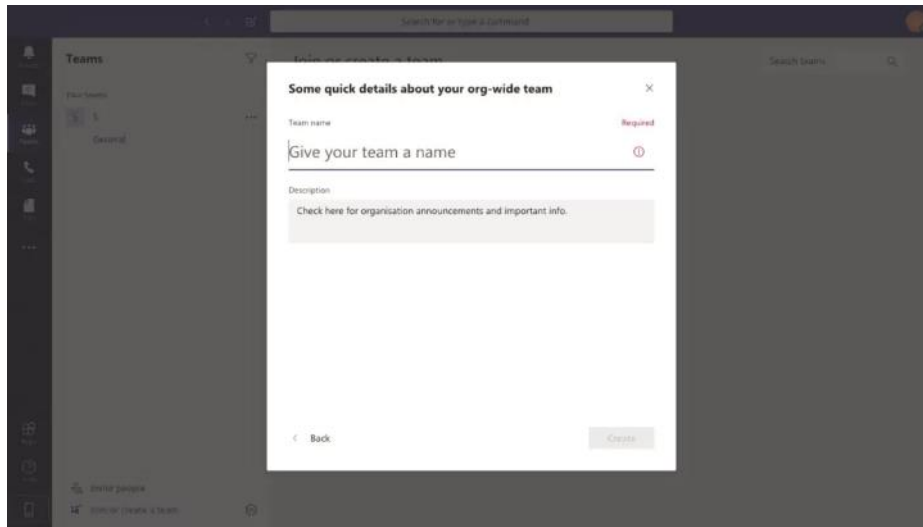 Search for or type a command
Teams
Join or create a team
Search teams
Your teams
S S
General
Some quick details about your org-wide team
Team name
Required
Give your team a name
Description
Check here for organisation announcements and important info.
Back
Create
Invite people
Join or create a team